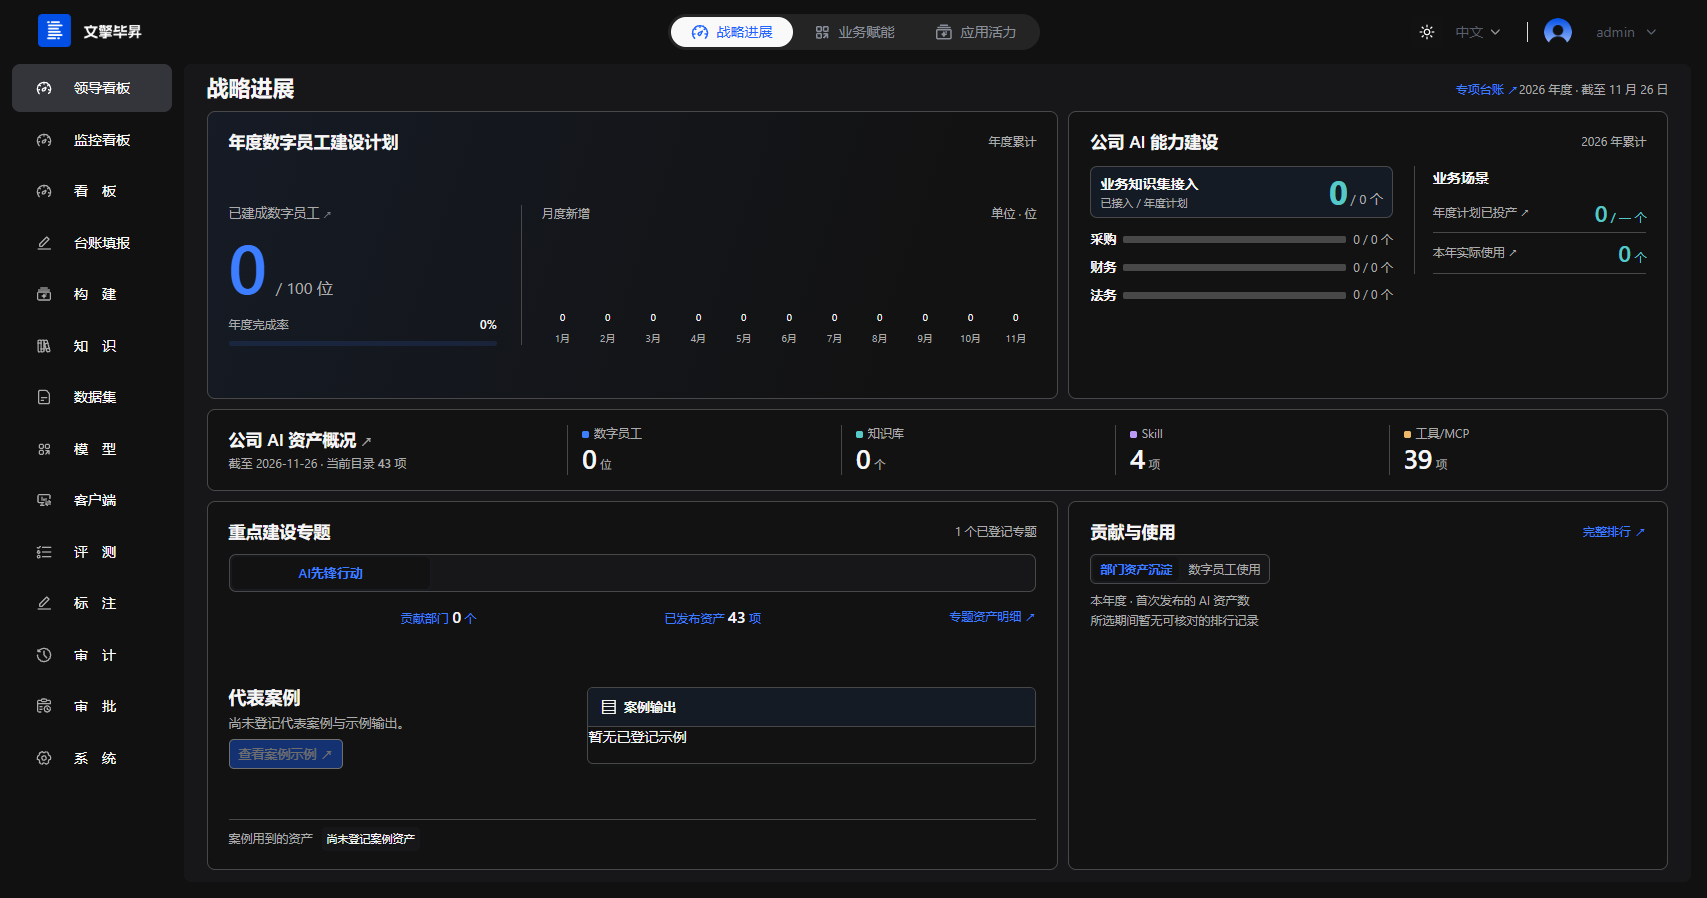 文擎毕昇
战略进展
业务赋能
应用活力
中文
admin
领导看板
监控看板
看 板
台账填报
构 建
知 识
数据集
模 型
客户端
评 测
标 注
审 计
审 批
系 统
战略进展
专项台账 ↗ 2026 年度 · 截至 11 月 26 日
年度数字员工建设计划
年度累计
已建成数字员工 ↗
0 / 100 位
年度完成率
0%
月度新增
单位 · 位
0 0 0 0 0 0 0 0 0 0 0
1月 2月 3月 4月 5月 6月 7月 8月 9月 10月 11月
公司 AI 能力建设
2026 年累计
业务知识集接入
已接入 / 年度计划
0 / 0 个
采购 0 / 0 个
财务 0 / 0 个
法务 0 / 0 个
业务场景
年度计划已投产 ↗ 0 / — 个
本年实际使用 ↗ 0 个
公司 AI 资产概况 ↗
截至 2026-11-26 · 当前目录 43 项
数字员工
0 位
知识库
0 个
Skill
4 项
工具/MCP
39 项
重点建设专题
1 个已登记专题
AI先锋行动
贡献部门 0 个
已发布资产 43 项
专题资产明细 ↗
代表案例
尚未登记代表案例与示例输出。
查看案例示例 ↗
案例输出
暂无已登记示例
案例用到的资产
尚未登记案例资产
贡献与使用
完整排行 ↗
部门资产沉淀
数字员工使用
本年度 · 首次发布的 AI 资产数
所选期间暂无可核对的排行记录